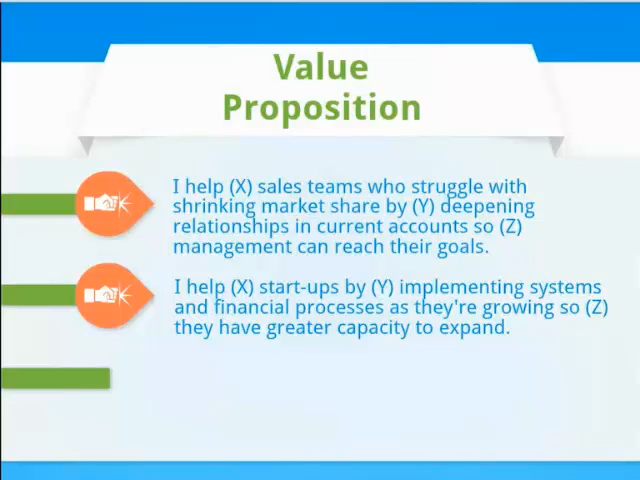 Value
Proposition
I help (X) sales teams who struggle with
shrinking market share by (Y) deepening
relationships in current accounts so (Z)
management can reach their goals.
I help (X) start-ups by (Y) implementing systems
and financial processes as they're growing so (Z)
they have greater capacity to expand.